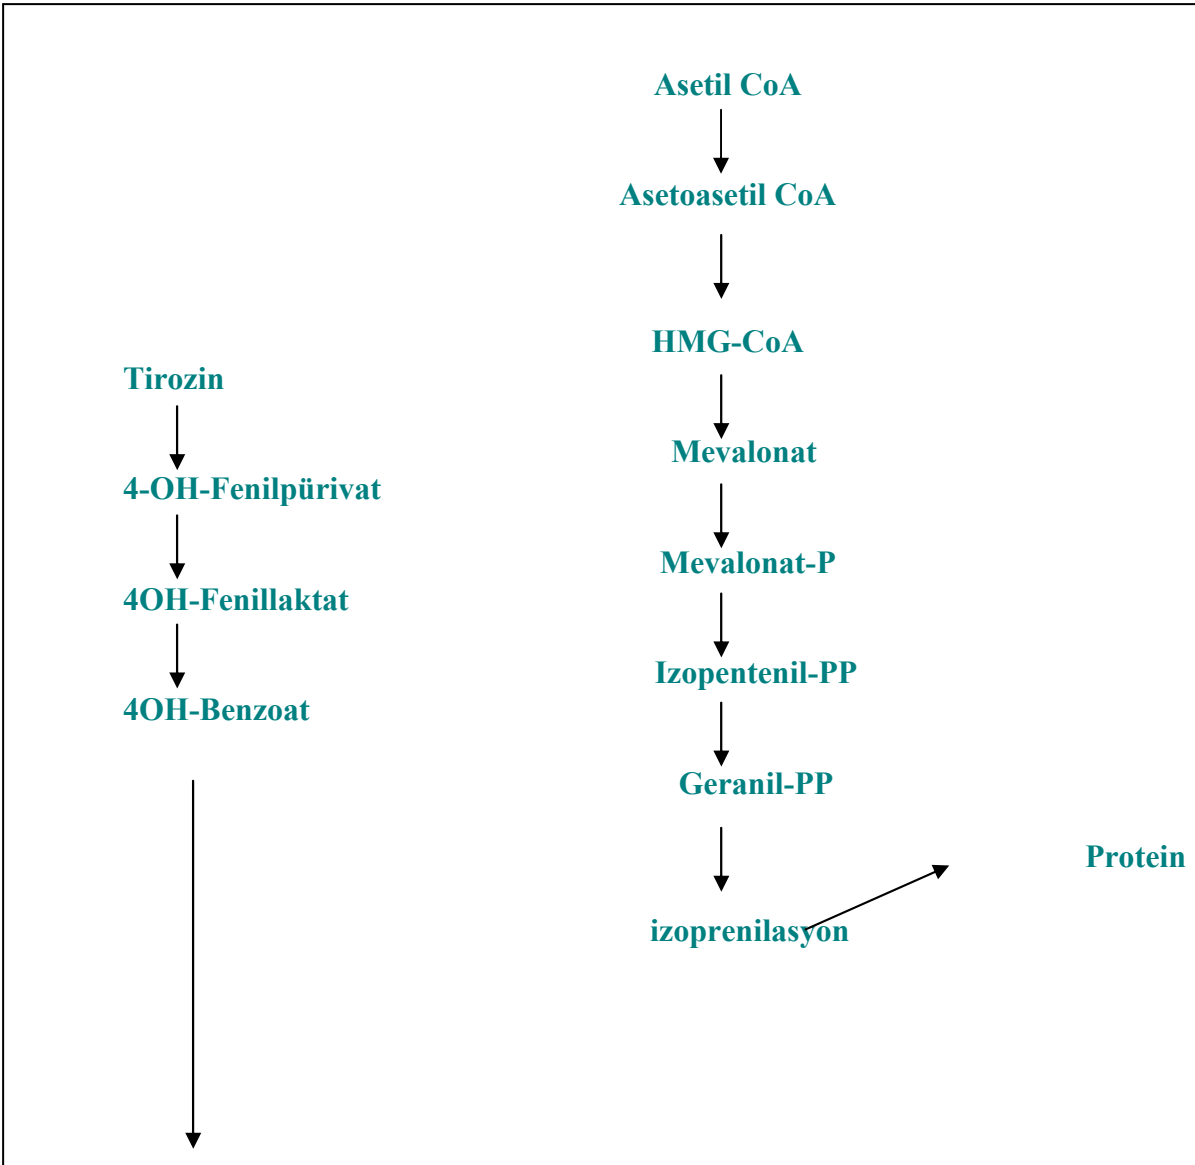 Asetil CoA
Asetoasetil CoA
HMG-CoA
Tirozin
Mevalonat
4-OH-Fenilpürivat
Mevalonat-P
4OH-Fenillaktat
Izopentenil-PP
4OH-Benzoat
Geranil-PP
Protein
izoprenilasyon